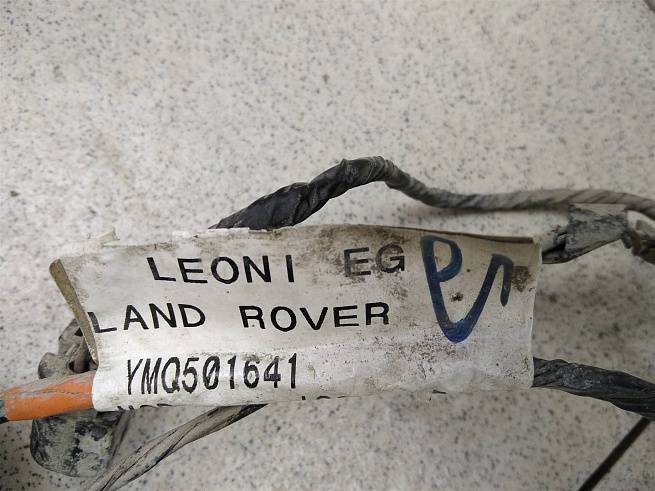 LEONI EG
LAND ROVER
YMQ501641